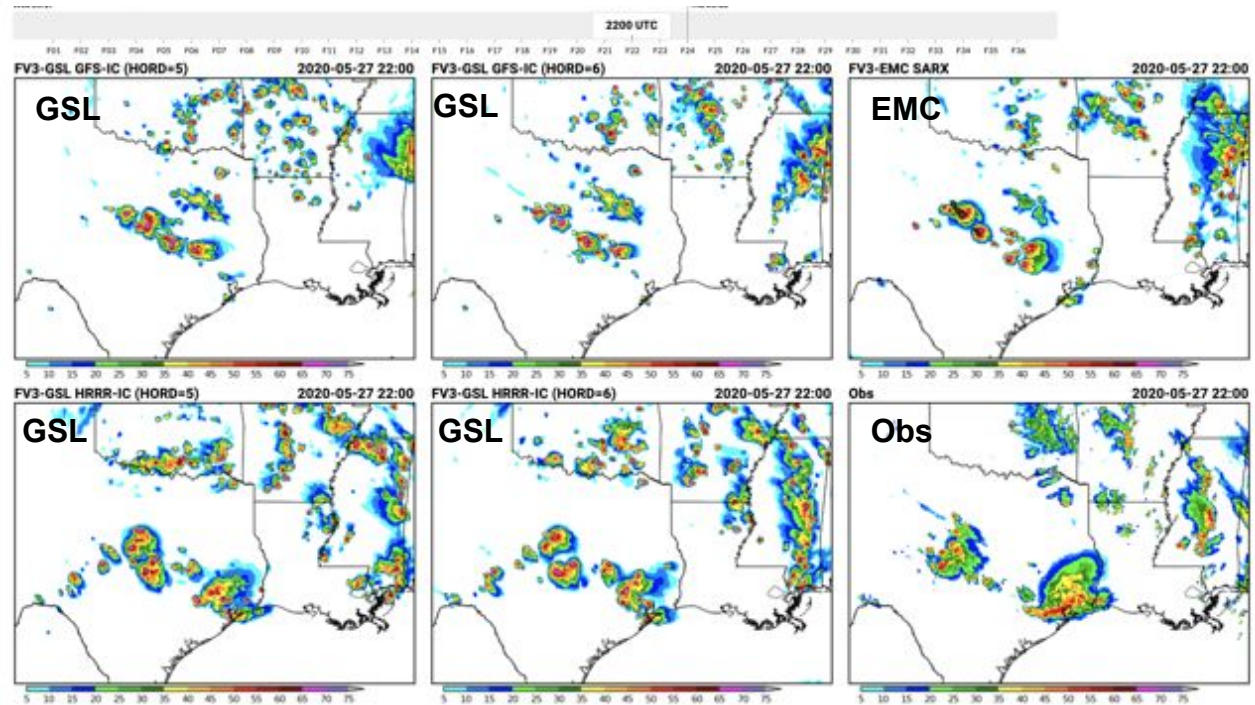 2200 UTC
F01 F02 F03 F04 F05 F06 F07 F08 F09 F10 F11 F12 F13 F14 F15 F16 F17 F18 F19 F20 F21 F22 F23 F24 F25 F26 F27 F28 F29 F30 F31 F32 F33 F34 F35 F36
FV3-GSL GFS-IC (HORD=5) 2020-05-27 22:00
GSL
5 10 15 20 25 30 35 40 45 50 55 60 65 70 75
FV3-GSL GFS-IC (HORD=6) 2020-05-27 22:00
GSL
5 10 15 20 25 30 35 40 45 50 55 60 65 70 75
FV3-EMC SARX 2020-05-27 22:00
EMC
5 10 15 20 25 30 35 40 45 50 55 60 65 70 75
FV3-GSL HRRR-IC (HORD=5) 2020-05-27 22:00
GSL
5 10 15 20 25 30 35 40 45 50 55 60 65 70 75
FV3-GSL HRRR-IC (HORD=6) 2020-05-27 22:00
GSL
5 10 15 20 25 30 35 40 45 50 55 60 65 70 75
Obs 2020-05-27 22:00
Obs
5 10 15 20 25 30 35 40 45 50 55 60 65 70 75